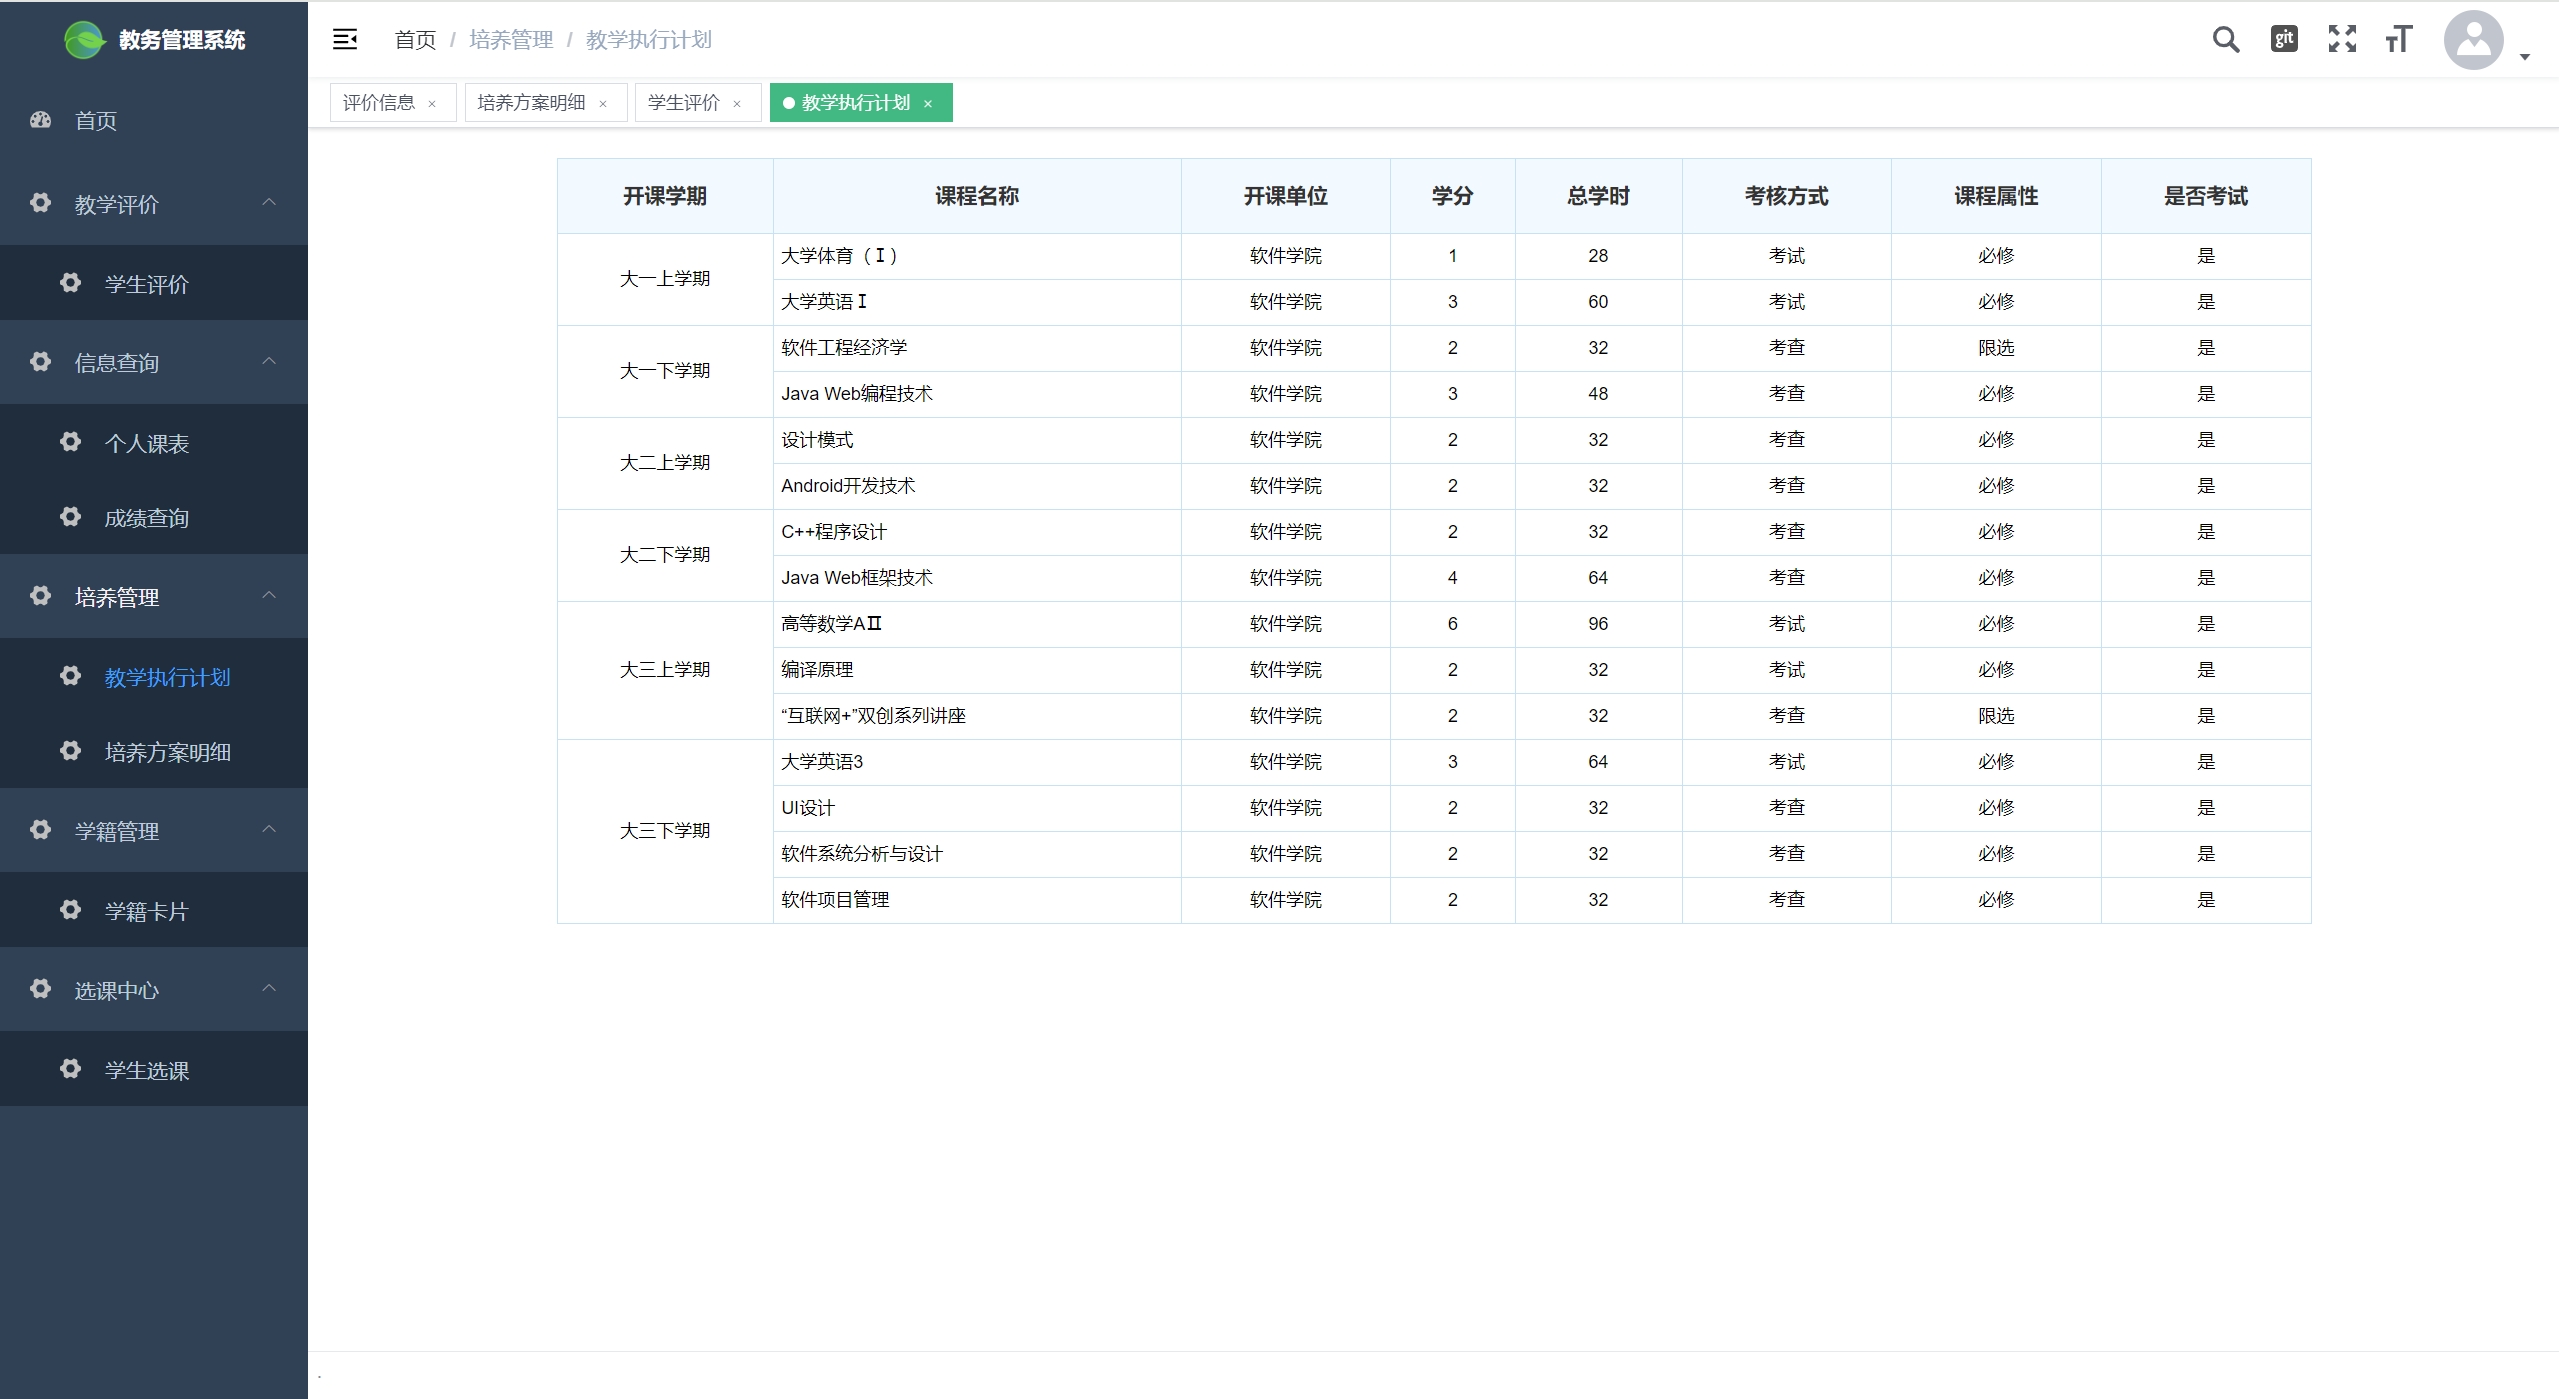 教务管理系统
首页
教学评价
学生评价
信息查询
个人课表
成绩查询
培养管理
教学执行计划
培养方案明细
学籍管理
学籍卡片
选课中心
学生选课
首页 / 培养管理 / 教学执行计划
git
评价信息 × 培养方案明细 × 学生评价 × 教学执行计划 ×
开课学期 课程名称 开课单位 学分 总学时 考核方式 课程属性 是否考试
大一上学期 大学体育（Ⅰ） 软件学院 1 28 考试 必修 是
大学英语Ⅰ 软件学院 3 60 考试 必修 是
大一下学期 软件工程经济学 软件学院 2 32 考查 限选 是
Java Web编程技术 软件学院 3 48 考查 必修 是
大二上学期 设计模式 软件学院 2 32 考查 必修 是
Android开发技术 软件学院 2 32 考查 必修 是
大二下学期 C++程序设计 软件学院 2 32 考查 必修 是
Java Web框架技术 软件学院 4 64 考查 必修 是
大三上学期 高等数学AⅡ 软件学院 6 96 考试 必修 是
编译原理 软件学院 2 32 考试 必修 是
“互联网+”双创系列讲座 软件学院 2 32 考查 限选 是
大三下学期 大学英语3 软件学院 3 64 考试 必修 是
UI设计 软件学院 2 32 考查 必修 是
软件系统分析与设计 软件学院 2 32 考查 必修 是
软件项目管理 软件学院 2 32 考查 必修 是
.